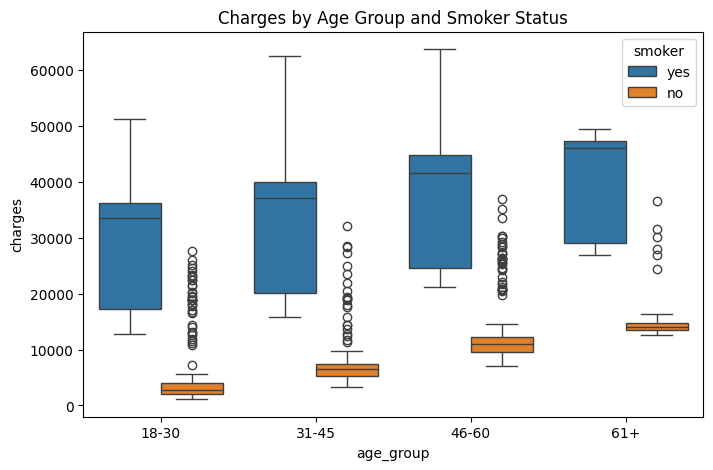 Charges by Age Group and Smoker Status
smoker
yes
no
charges
60000
50000
40000
30000
20000
10000
0
18-30
31-45
46-60
61+
age_group